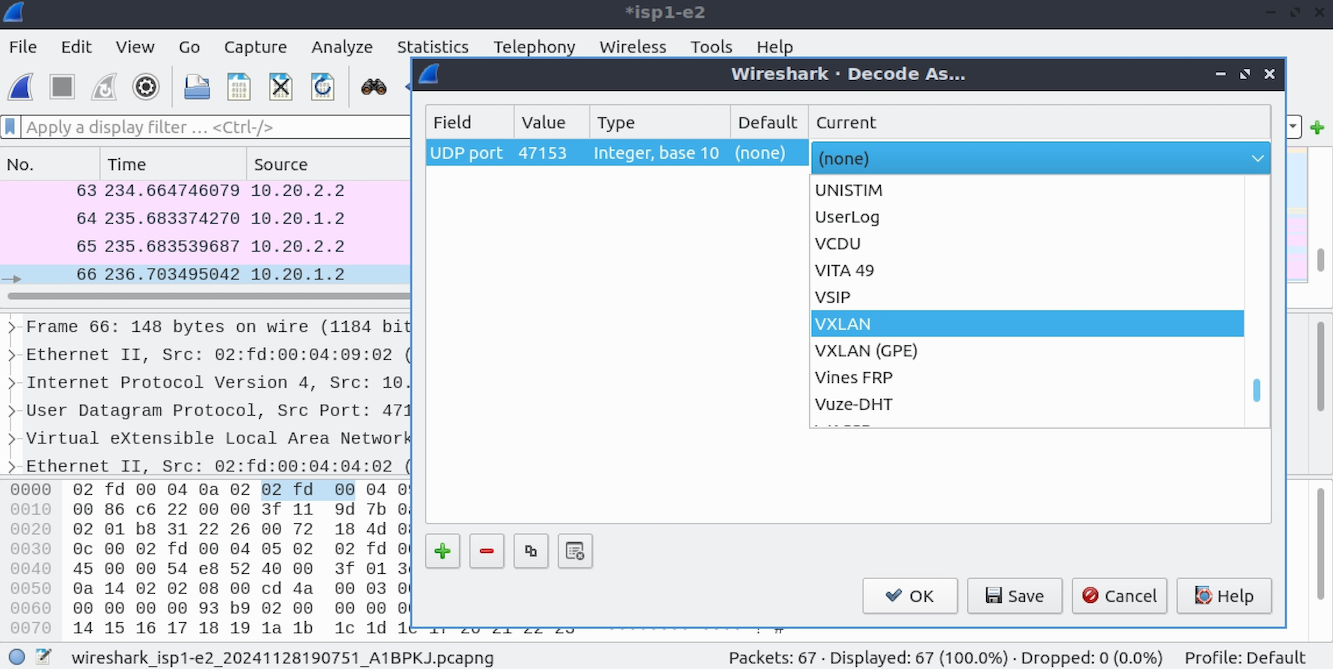 *isp1-e2
File Edit View Go Capture Analyze Statistics Telephony Wireless Tools Help
Wireshark · Decode As...
Apply a display filter … <Ctrl-/>
Field Value Type Default Current
UDP port 47153 Integer, base 10 (none) (none)
UNISTIM
UserLog
VCDU
VITA 49
VSIP
VXLAN
VXLAN (GPE)
Vines FRP
Vuze-DHT
OK Save Cancel Help
No. Time Source
63 234.664746079 10.20.2.2
64 235.683374270 10.20.1.2
65 235.683539687 10.20.2.2
66 236.703495042 10.20.1.2
Frame 66: 148 bytes on wire (1184 bit
Ethernet II, Src: 02:fd:00:04:09:02 (
Internet Protocol Version 4, Src: 10.
User Datagram Protocol, Src Port: 471
Virtual eXtensible Local Area Network
Ethernet II, Src: 02:fd:00:04:04:02 (
0000 02 fd 00 04 0a 02 02 fd 00 04 09
0010 00 86 c6 22 00 00 3f 11 9d 7b 0a
0020 02 01 b8 31 22 26 00 72 18 4d 08
0030 0c 00 02 fd 00 04 05 02 02 fd 00
0040 45 00 00 54 e8 52 40 00 3f 01 3c
0050 0a 14 02 02 08 00 cd 4a 00 03 00
0060 00 00 00 00 93 b9 02 00 00 00 00
0070 14 15 16 17 18 19 1a 1b 1c 1d 1e 1f 20 21 22 23
wireshark_isp1-e2_20241128190751_A1BPKJ.pcapng Packets: 67 · Displayed: 67 (100.0%) · Dropped: 0 (0.0%) Profile: Default